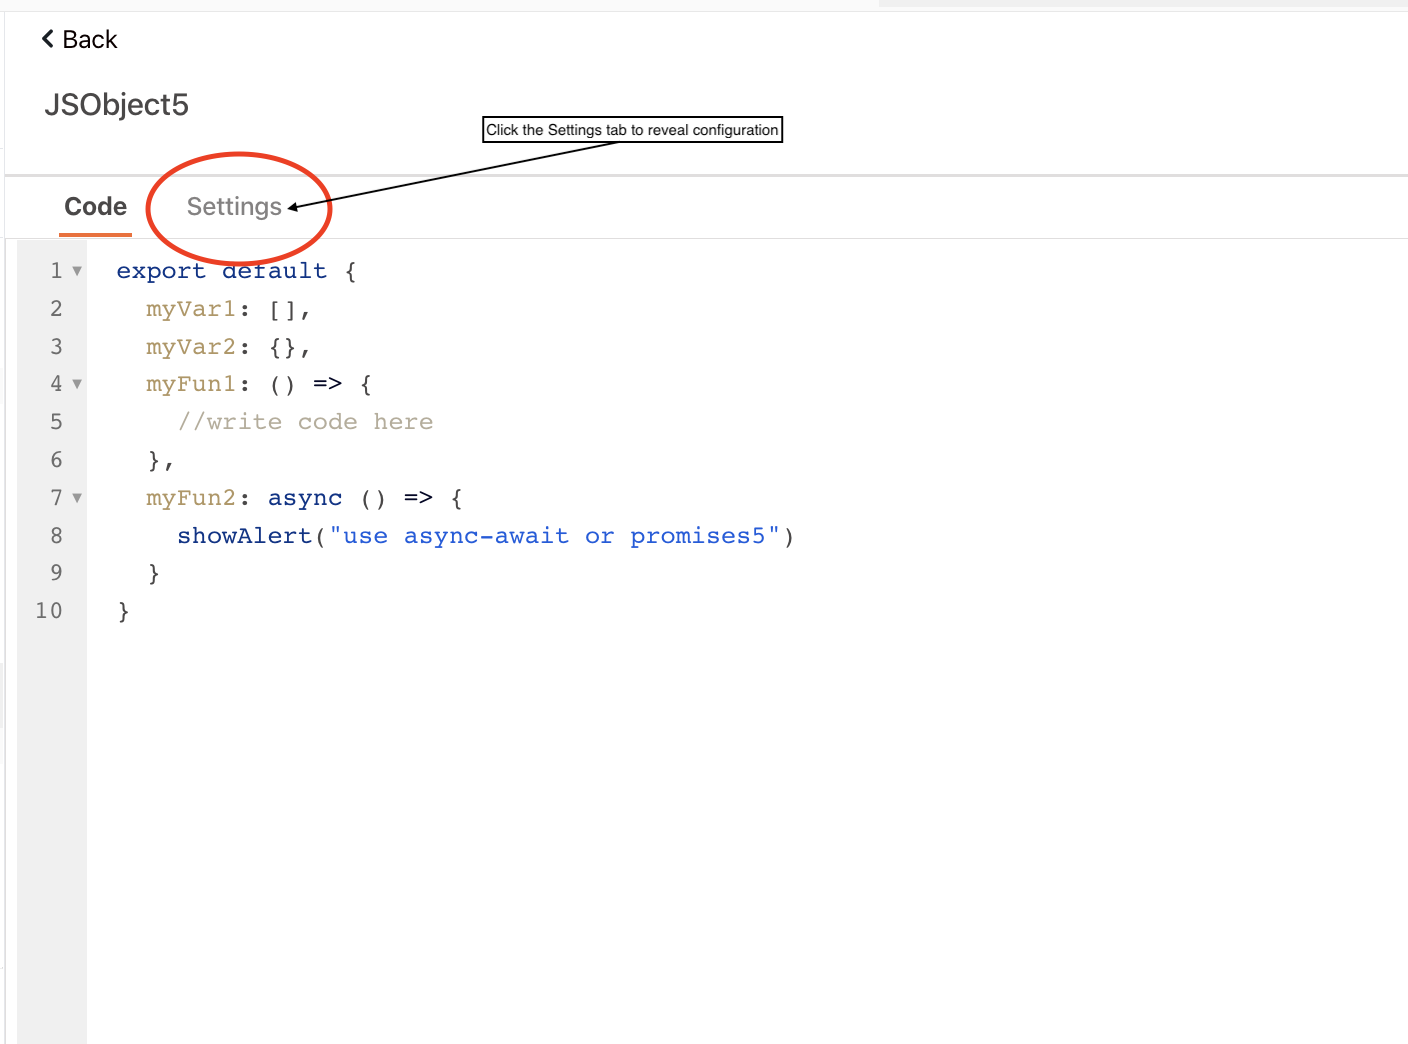 Back
JSObject5
Click the Settings tab to reveal configuration
Code Settings
1 export default {
2 myVar1: [],
3 myVar2: {},
4 myFun1: () => {
5 //write code here
6 },
7 myFun2: async () => {
8 showAlert("use async-await or promises5")
9 }
10 }